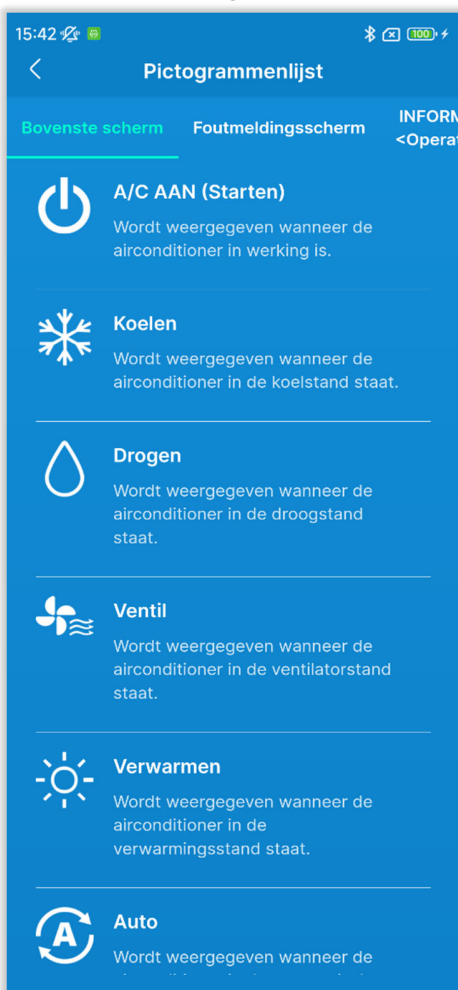 15:42
100
Pictogrammenlijst
Bovenste scherm
Foutmeldingsscherm
INFORM
<Operat
A/C AAN (Starten)
Wordt weergegeven wanneer de
airconditioner in werking is.
Koelen
Wordt weergegeven wanneer de
airconditioner in de koelstand staat.
Drogen
Wordt weergegeven wanneer de
airconditioner in de droogstand
staat.
Ventil
Wordt weergegeven wanneer de
airconditioner in de ventilatorstand
staat.
Verwarmen
Wordt weergegeven wanneer de
airconditioner in de
verwarmingsstand staat.
A
Auto
Wordt weergegeven wanneer de